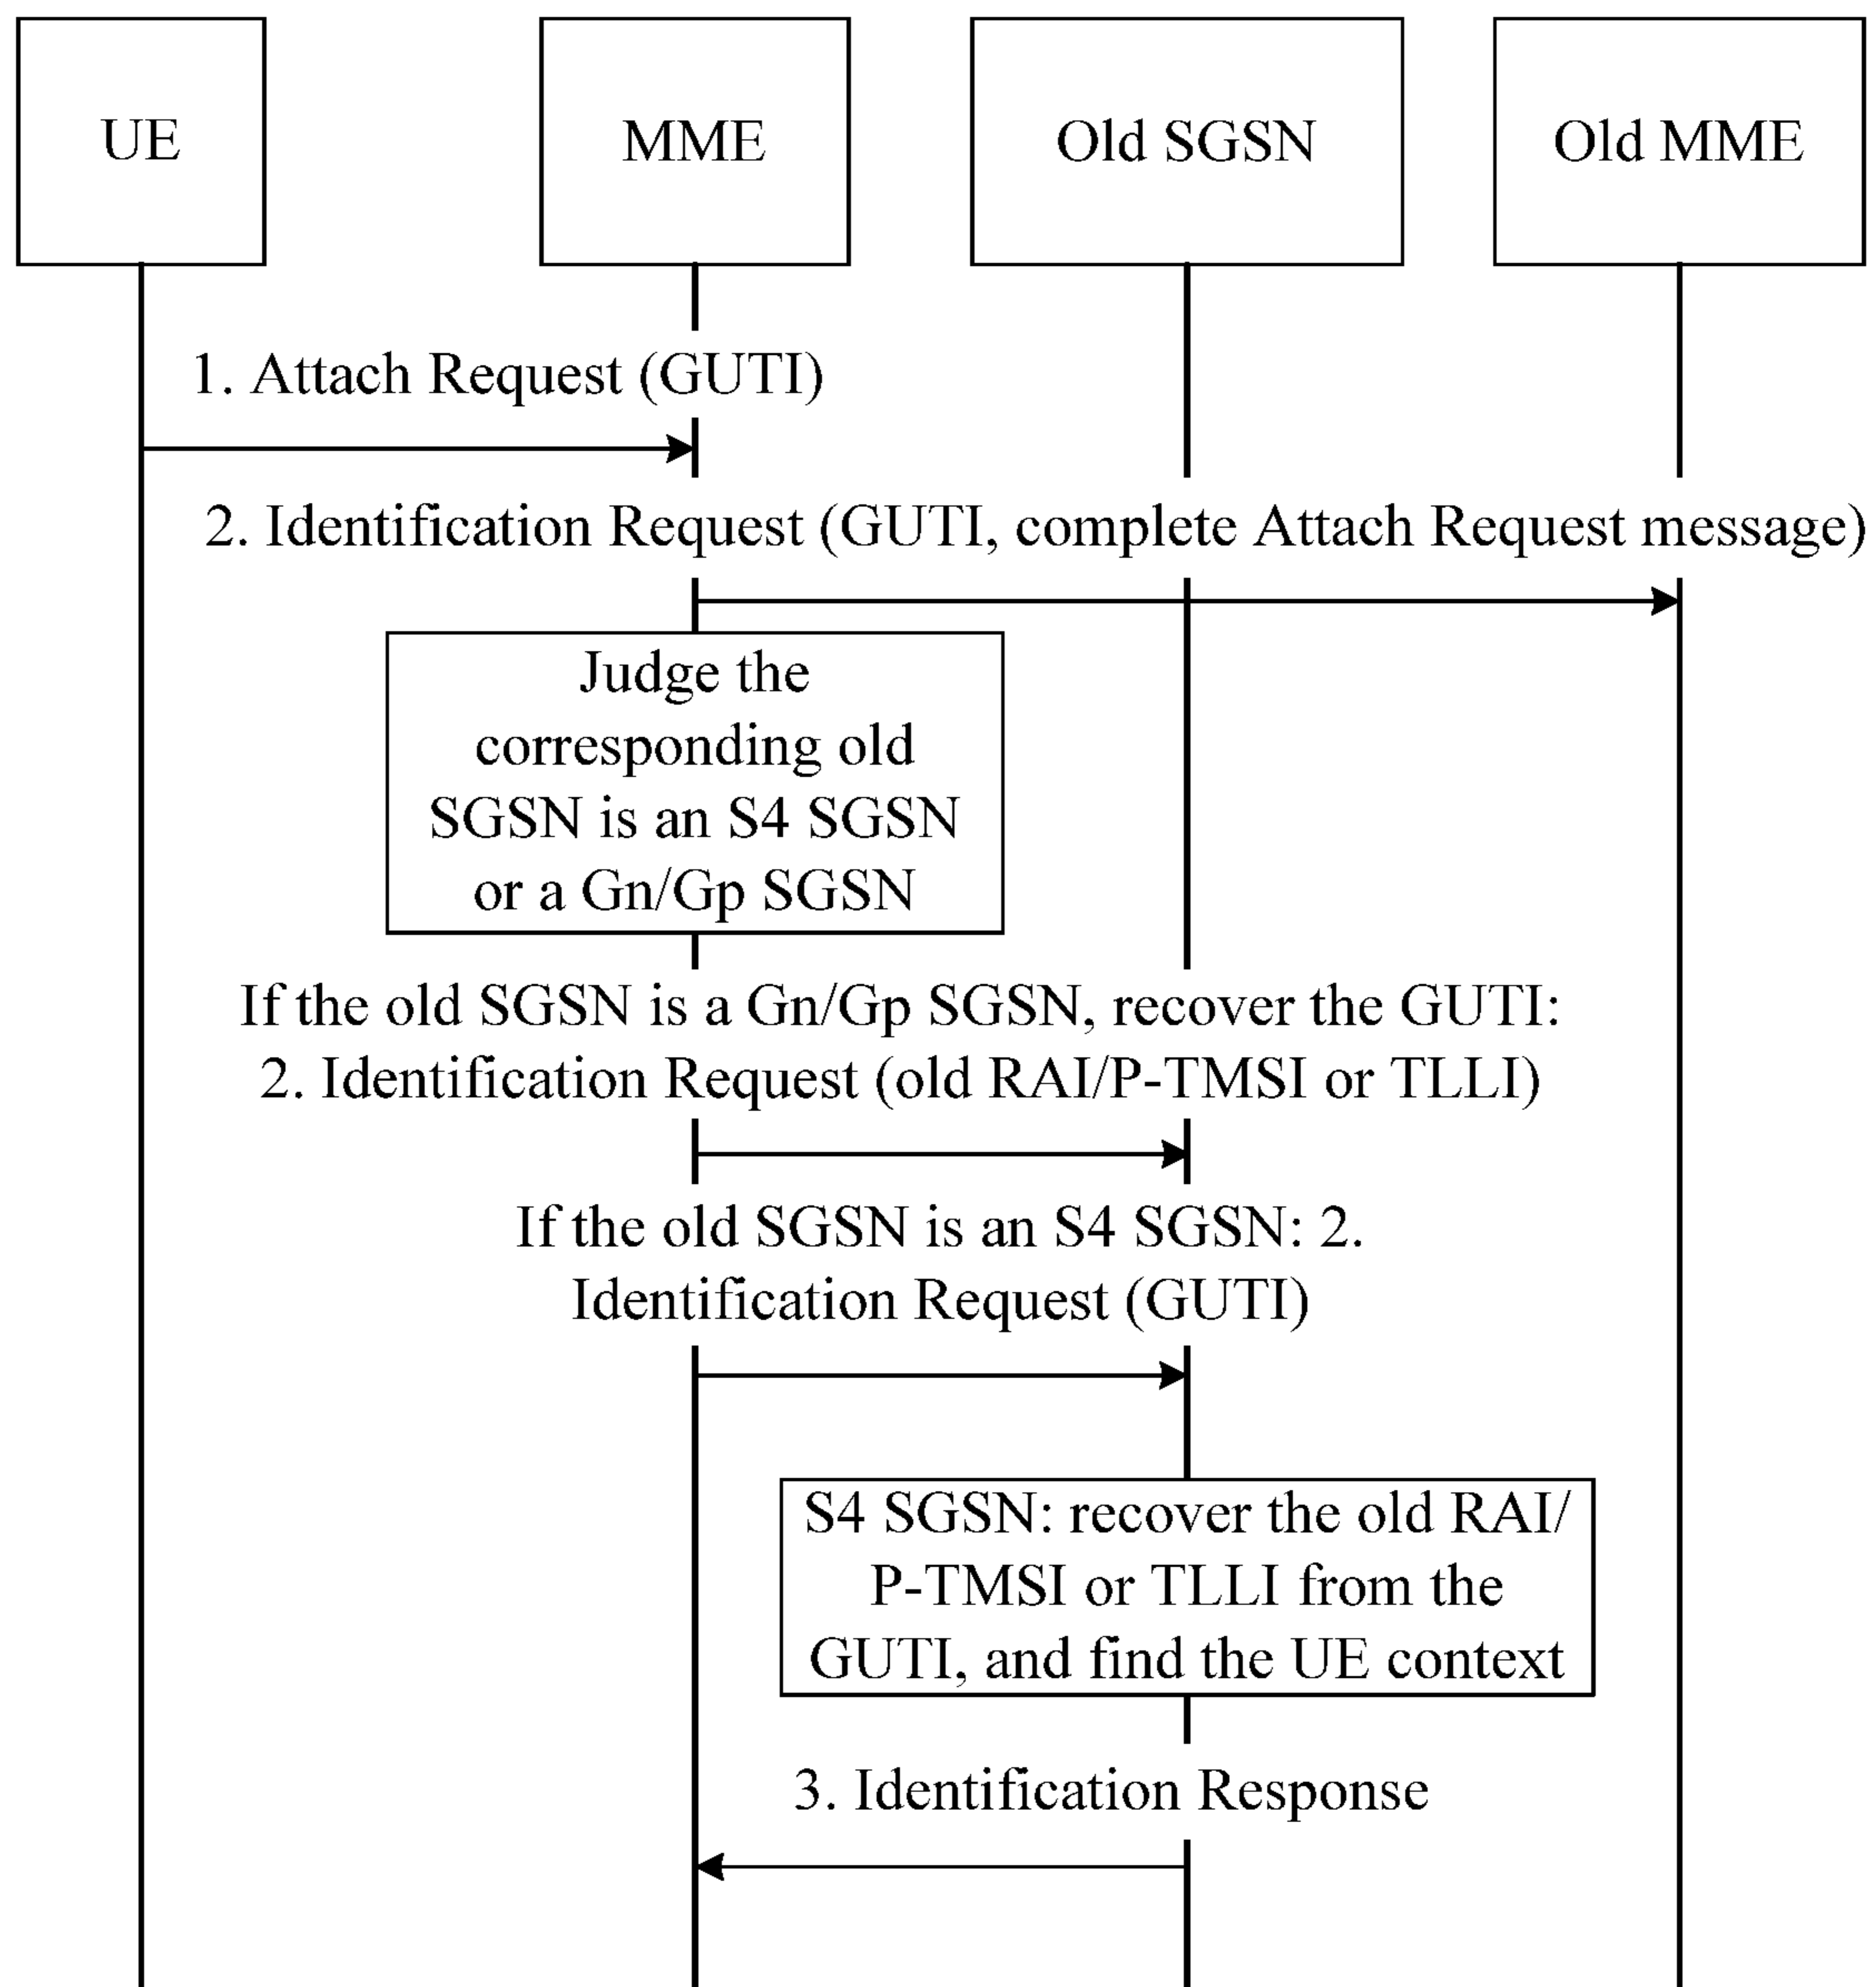 UE
MME
Old SGSN
Old MME
1. Attach Request (GUTI)
2. Identification Request (GUTI, complete Attach Request message)
Judge the
corresponding old
SGSN is an S4 SGSN
or a Gn/Gp SGSN
If the old SGSN is a Gn/Gp SGSN, recover the GUTI:
2. Identification Request (old RAI/P-TMSI or TLLI)
If the old SGSN is an S4 SGSN: 2.
Identification Request (GUTI)
S4 SGSN: recover the old RAI/
P-TMSI or TLLI from the
GUTI, and find the UE context
3. Identification Response